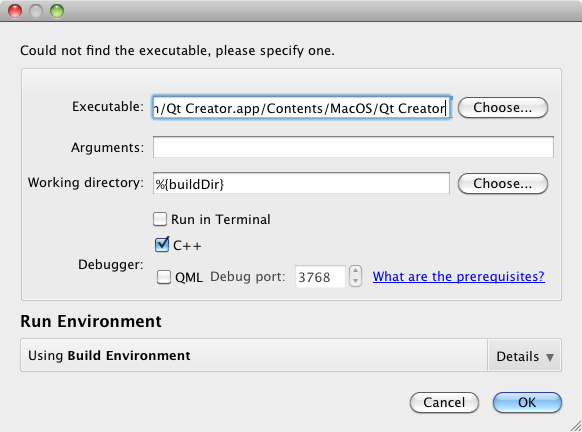 Could not find the executable, please specify one.
Executable: n/Qt Creator.app/Contents/MacOS/Qt Creator Choose...
Arguments:
Working directory: %{buildDir} Choose...
Run in Terminal
C++
Debugger:
QML Debug port: 3768 What are the prerequisites?
Run Environment
Using Build Environment Details
Cancel OK